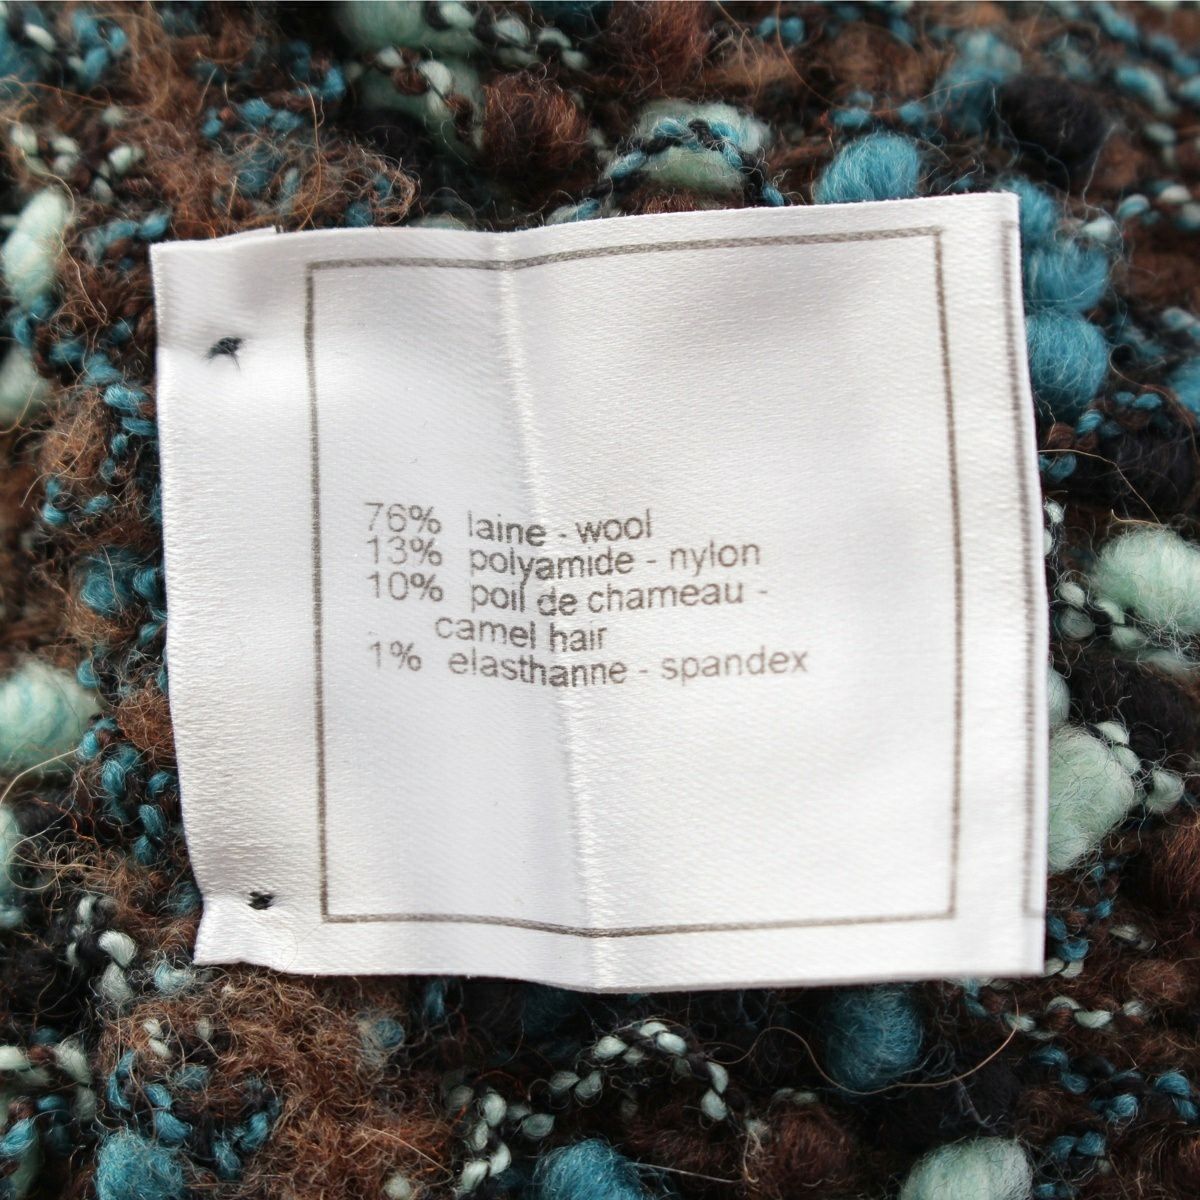 76% laine - wool
13% polyamide - nylon
10% poil de chameau -
camel hair
1% elasthanne - spandex